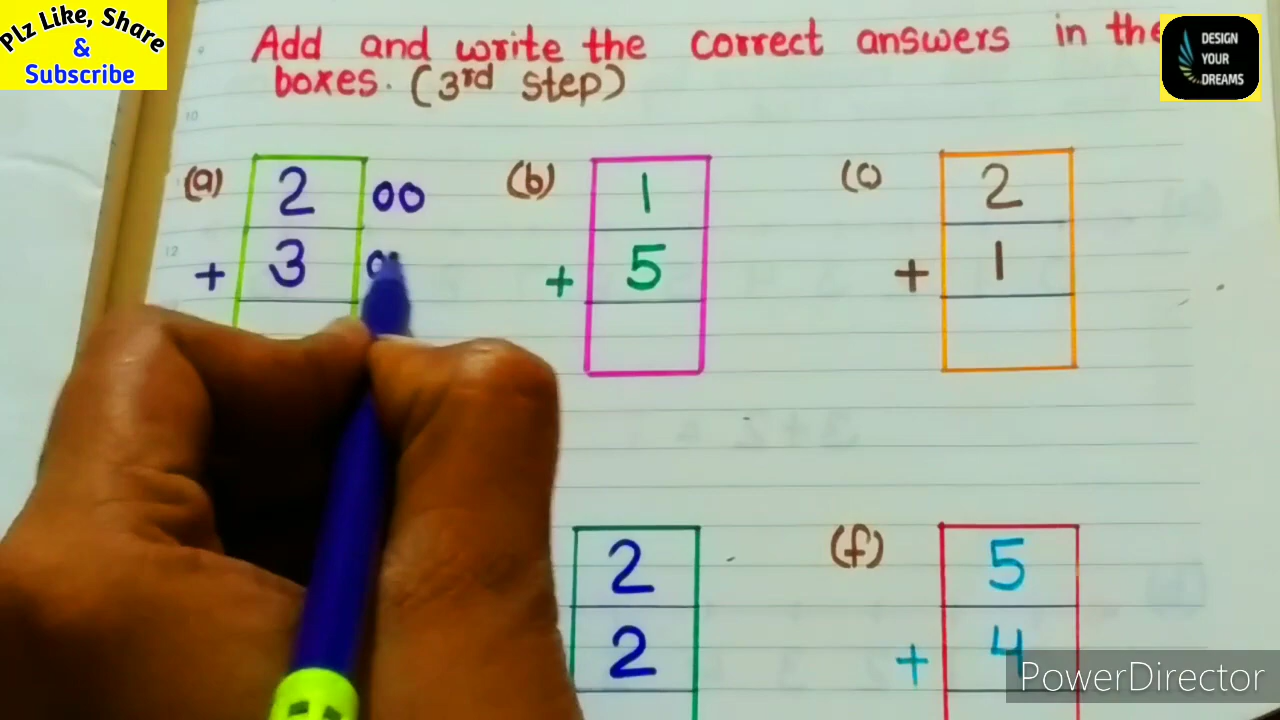 Plz Like, Share
&
Subscribe
DESIGN
YOUR
DREAMS
Add and write the correct answers in the
boxes. (3rd step)
(a) 2 oo
+ 3
(b) 1
+ 5
(c) 2
+ 1
2
2
(f) 5
+ 4
PowerDirector